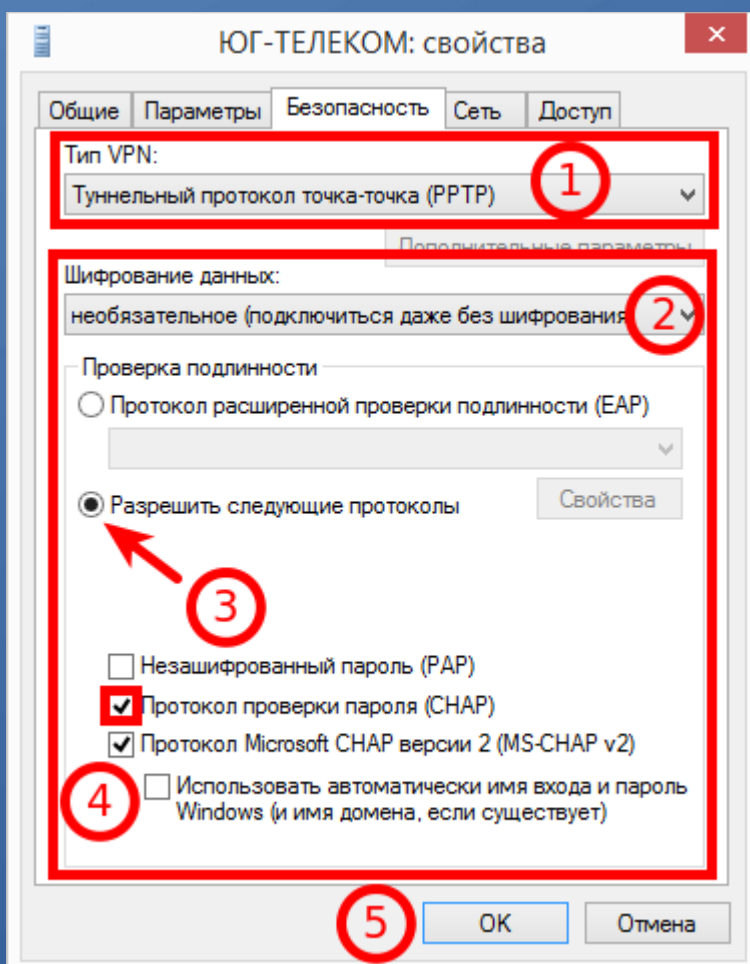 ЮГ-ТЕЛЕКОМ: свойства
Общие Параметры Безопасность Сеть Доступ
Тип VPN:
Туннельный протокол точка-точка (PPTP)
1
Дополнительные параметры
Шифрование данных:
необязательное (подключиться даже без шифрования
2
Проверка подлинности
Протокол расширенной проверки подлинности (EAP)
Разрешить следующие протоколы
Свойства
3
Незашифрованный пароль (PAP)
Протокол проверки пароля (CHAP)
Протокол Microsoft CHAP версии 2 (MS-CHAP v2)
4
Использовать автоматически имя входа и пароль
Windows (и имя домена, если существует)
5
OK
Отмена